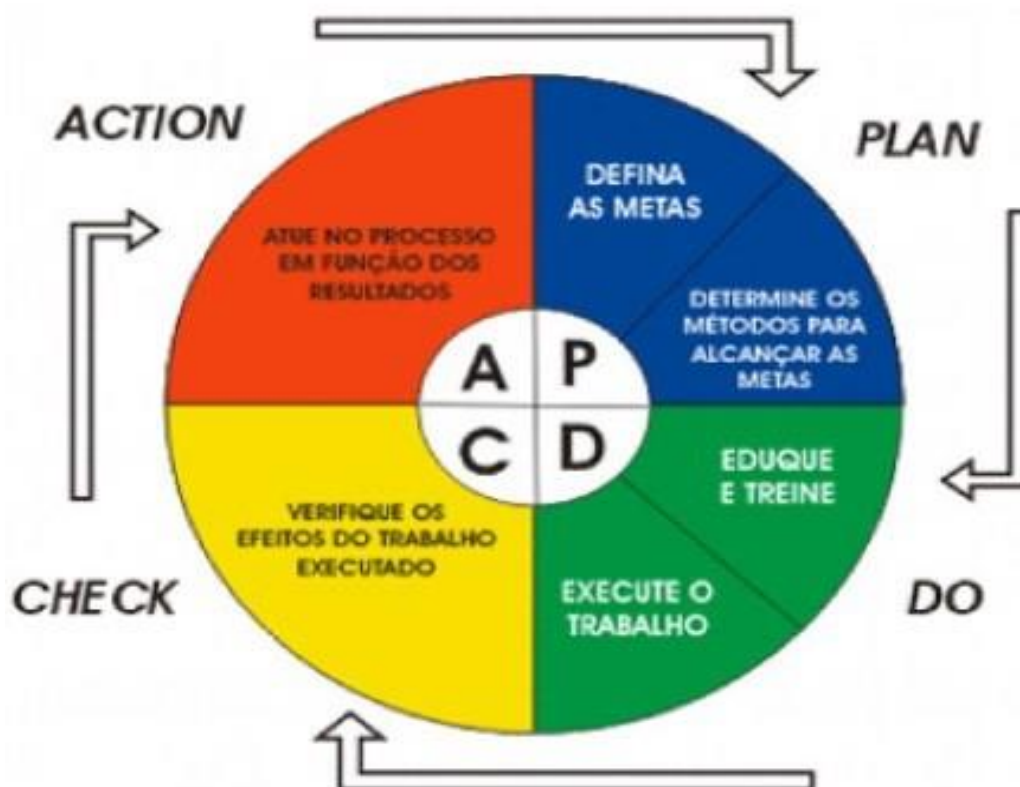 ACTION
PLAN
DEFINA
AS METAS
ATUE NO PROCESSO
EM FUNÇÃO DOS
RESULTADOS
DETERMINE OS
MÉTODOS PARA
ALCANÇAR AS
METAS
A P
C D
EDUQUE
E TREINE
VERIFIQUE OS
EFEITOS DO TRABALHO
EXECUTADO
EXECUTE O
TRABALHO
CHECK
DO